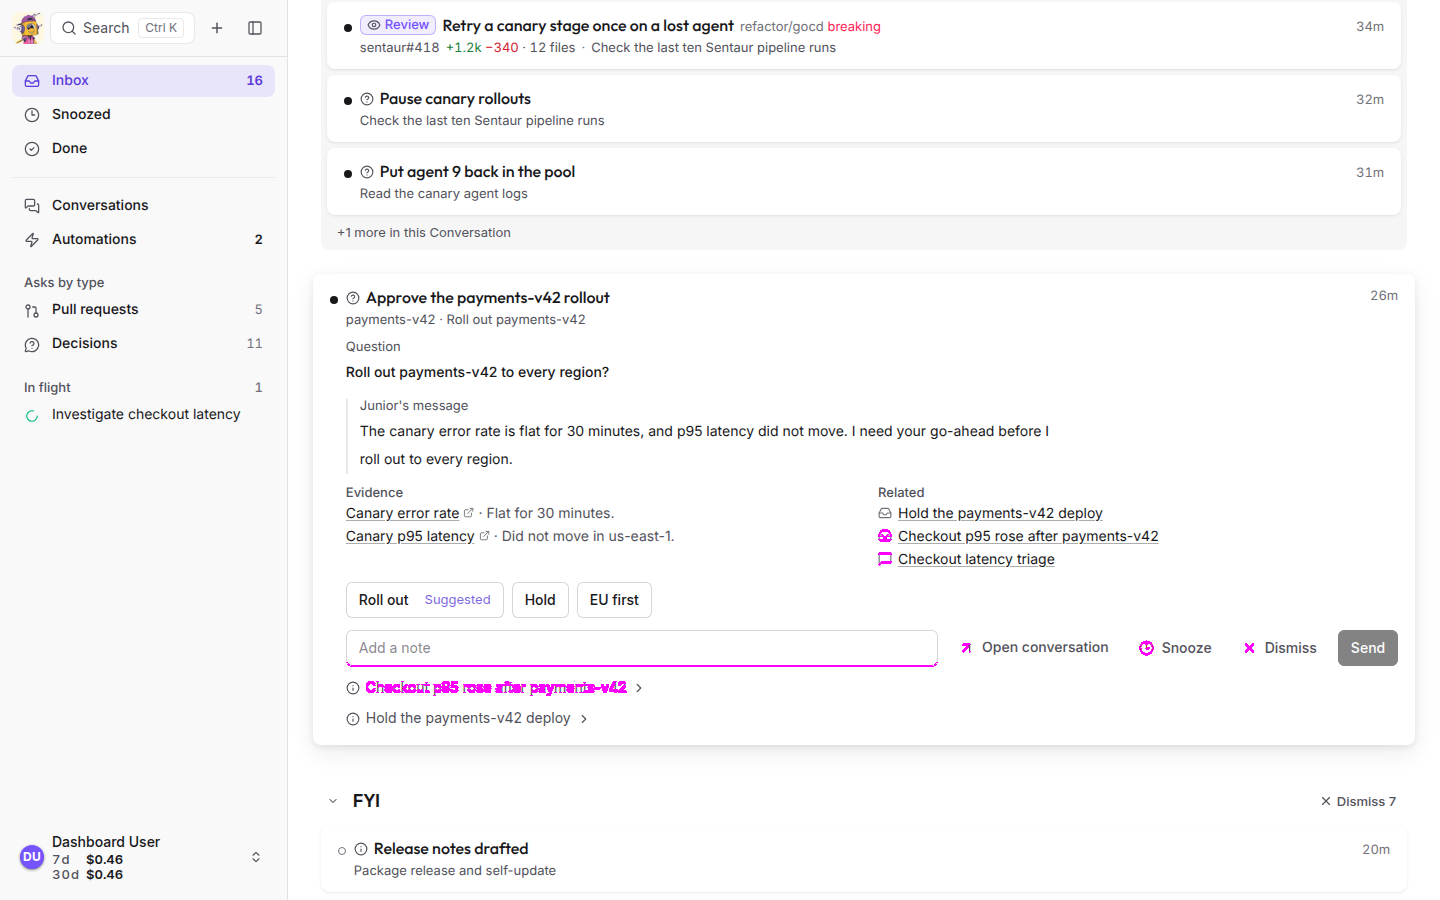 Search Ctrl K
Inbox 16
Snoozed
Done
Conversations
Automations 2
Asks by type
Pull requests 5
Decisions 11
In flight 1
Investigate checkout latency
DU Dashboard User
7d $0.46
30d $0.46
Review Retry a canary stage once on a lost agent refactor/gocd breaking 34m
sentaur#418 +1.2k −340 · 12 files · Check the last ten Sentaur pipeline runs
Pause canary rollouts 32m
Check the last ten Sentaur pipeline runs
Put agent 9 back in the pool 31m
Read the canary agent logs
+1 more in this Conversation
Approve the payments-v42 rollout 26m
payments-v42 · Roll out payments-v42
Question
Roll out payments-v42 to every region?
Junior's message
The canary error rate is flat for 30 minutes, and p95 latency did not move. I need your go-ahead before I
roll out to every region.
Evidence
Canary error rate · Flat for 30 minutes.
Canary p95 latency · Did not move in us-east-1.
Related
Hold the payments-v42 deploy
Checkout p95 rose after payments-v42
Checkout latency triage
Roll out Suggested Hold EU first
Add a note Open conversation Snooze Dismiss Send
Checkout p95 rose after payments-v42
Hold the payments-v42 deploy
FYI Dismiss 7
Release notes drafted 20m
Package release and self-update